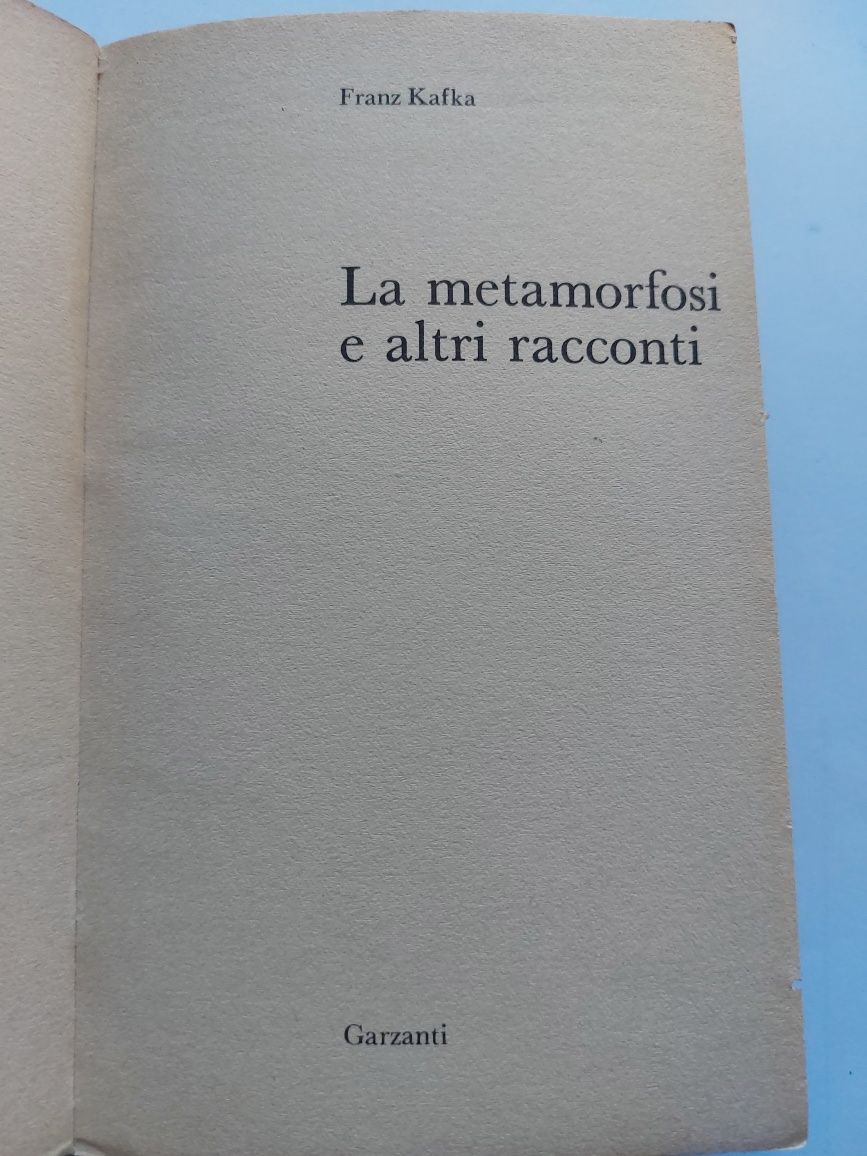 Franz Kafka
La metamorfosi
e altri racconti
Garzanti